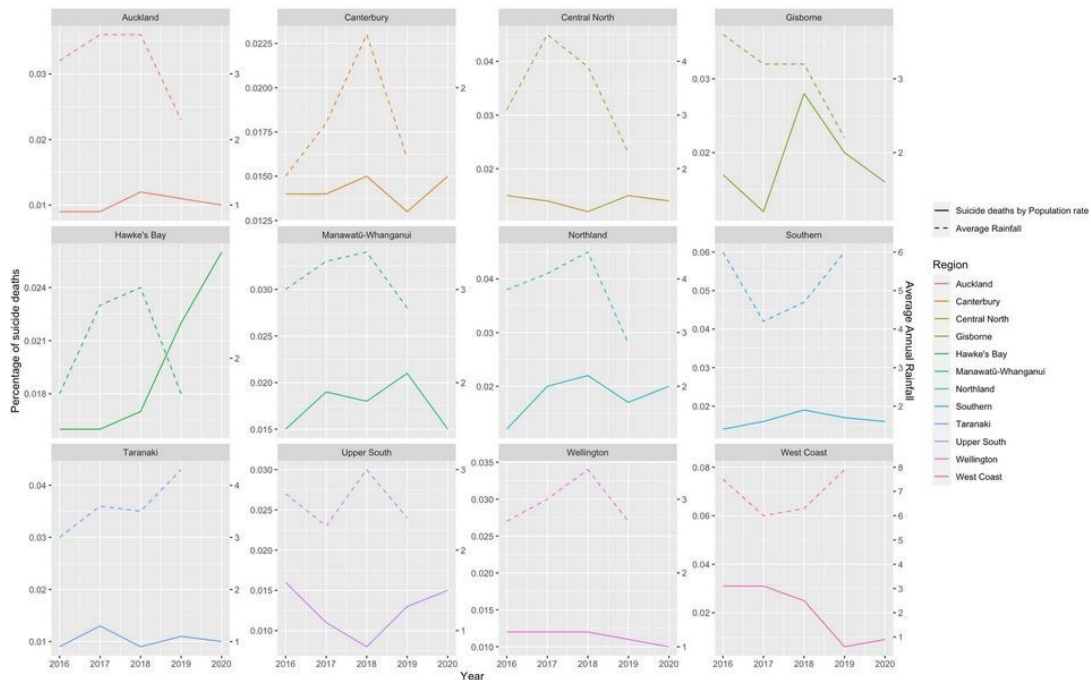 Auckland
Canterbury
Central North
Gisborne
0.03
0.02
0.01
3
2
1
0.0225
0.0200
0.0175
0.0150
0.0125
2
0.04
0.03
0.02
4
3
2
0.03
0.02
3
2
Hawke's Bay
Manawatū-Whanganui
Northland
Southern
0.024
0.021
0.018
2
0.030
0.025
0.020
0.015
3
2
0.04
0.03
0.02
4
3
2
0.06
0.05
0.04
0.03
0.02
6
5
4
3
2
Taranaki
Upper South
Wellington
West Coast
0.04
0.03
0.02
0.01
4
3
2
1
0.030
0.025
0.020
0.015
0.010
3
2
1
0.035
0.030
0.025
0.020
0.015
0.010
3
2
1
0.08
0.06
0.04
0.02
8
7
6
5
4
3
2
1
2016 2017 2018 2019 2020
2016 2017 2018 2019 2020
2016 2017 2018 2019 2020
2016 2017 2018 2019 2020
Year
Percentage of suicide deaths
Average Annual Rainfall
Suicide deaths by Population rate
Average Rainfall
Region
Auckland
Canterbury
Central North
Gisborne
Hawke's Bay
Manawatū-Whanganui
Northland
Southern
Taranaki
Upper South
Wellington
West Coast